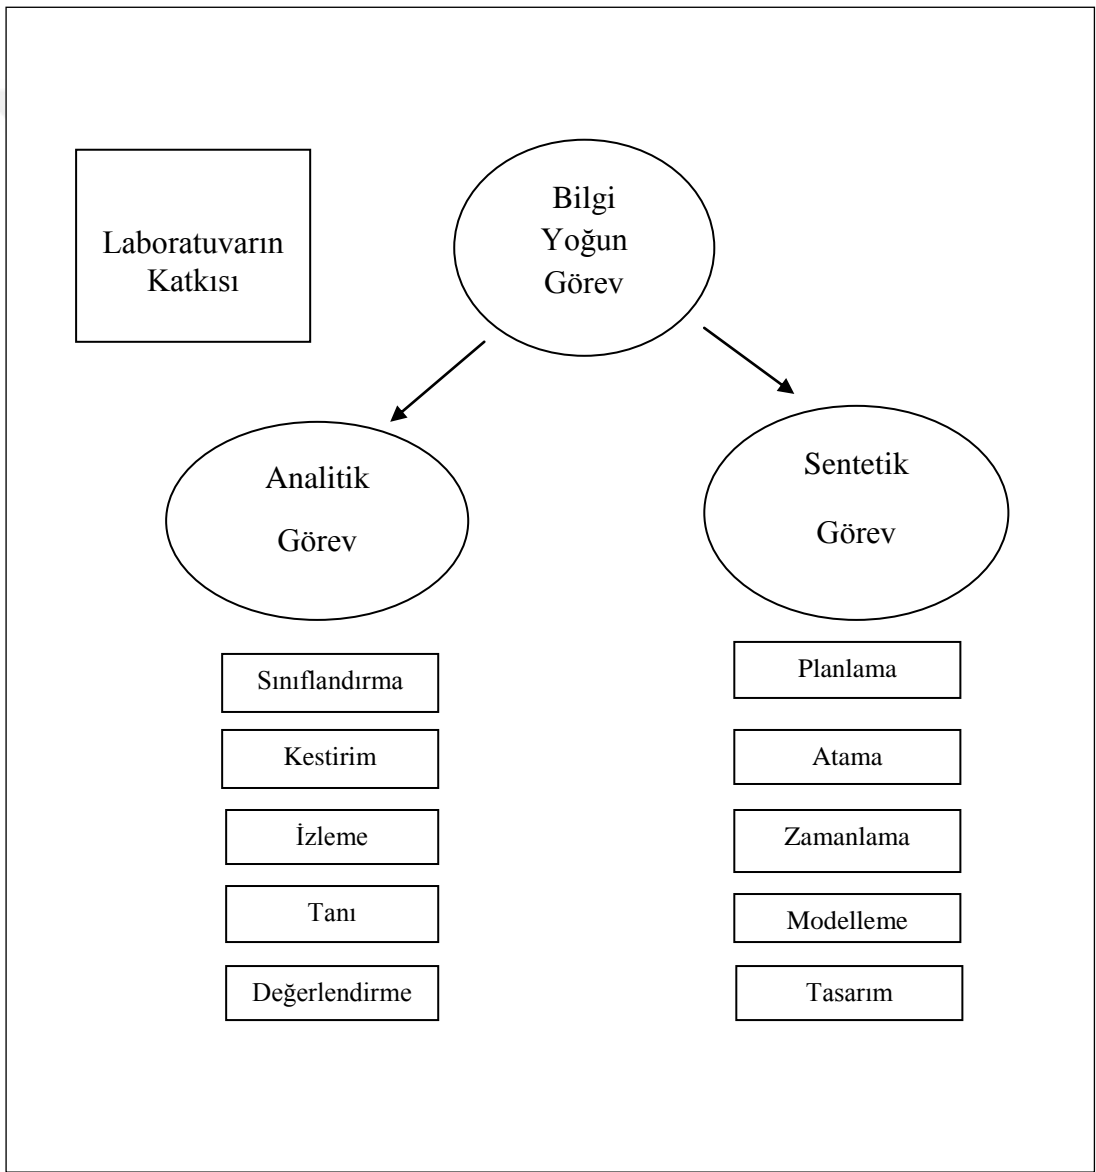 Laboratuvarın
Katkısı
Bilgi
Yoğun
Görev
Analitik
Görev
Sentetik
Görev
Sınıflandırma
Kestirim
İzleme
Tanı
Değerlendirme
Planlama
Atama
Zamanlama
Modelleme
Tasarım